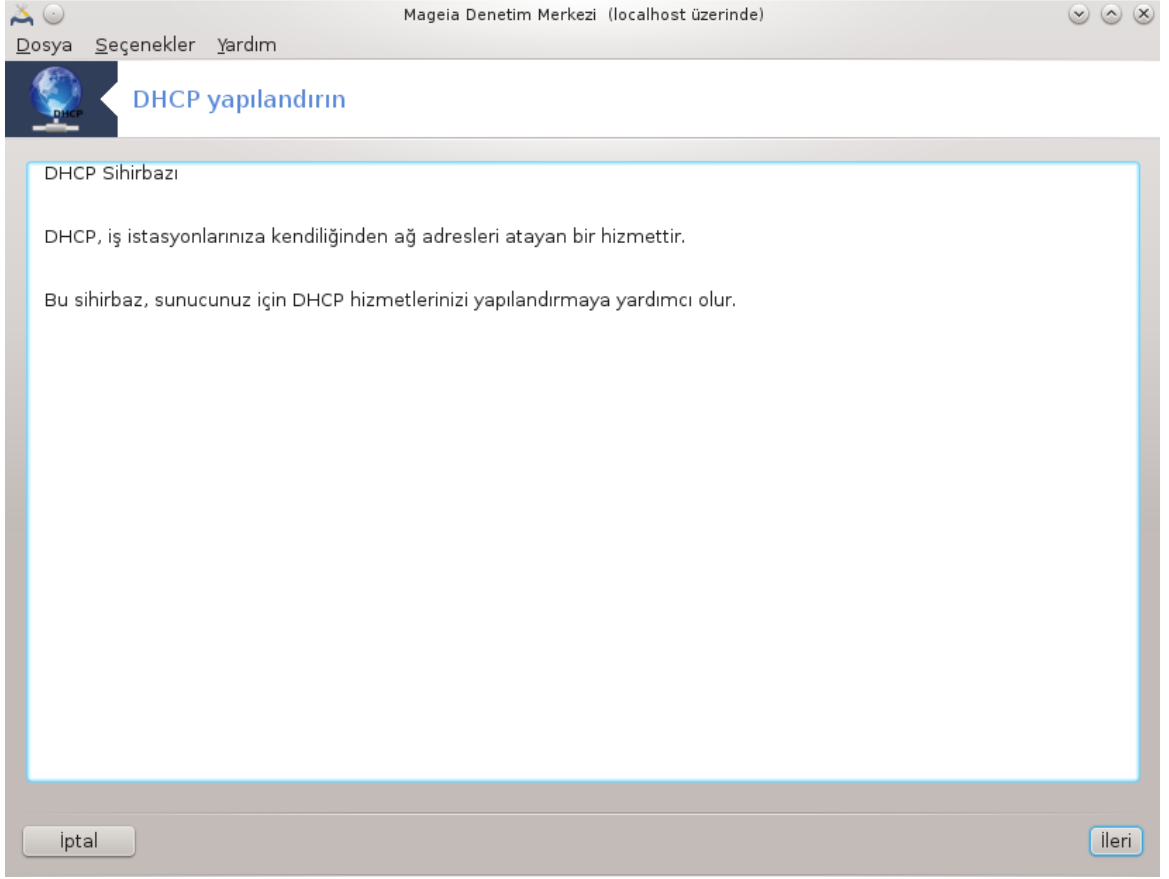 Mageia Denetim Merkezi (localhost üzerinde)
Dosya Seçenekler Yardım
DHCP
DHCP yapılandırın
DHCP Sihirbazı
DHCP, iş istasyonlarınıza kendiliğinden ağ adresleri atayan bir hizmettir.
Bu sihirbaz, sunucunuz için DHCP hizmetlerinizi yapılandırmaya yardımcı olur.
İptal
İleri